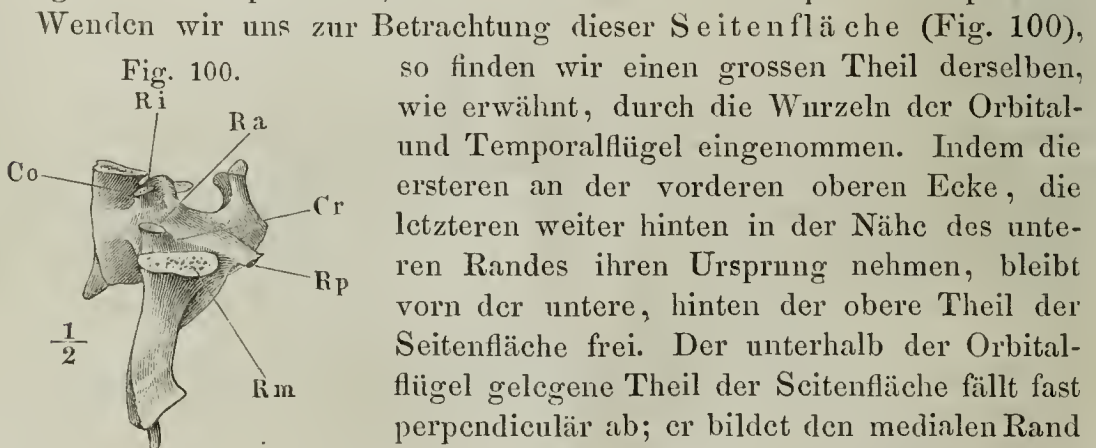 Wenden wir uns zur Betrachtung dieser Seitenfläche (Fig. 100),
Fig. 100.
Ri
Ra
Co
Cr
Rp
Rm
1
2
so finden wir einen grossen Theil derselben,
wie erwähnt, durch die Wurzeln der Orbital-
und Temporalflügel eingenommen. Indem die
ersteren an der vorderen oberen Ecke, die
letzteren weiter hinten in der Nähe des unte-
ren Randes ihren Ursprung nehmen, bleibt
vorn der untere, hinten der obere Theil der
Seitenfläche frei. Der unterhalb der Orbital-
flügel gelegene Theil der Seitenfläche fällt fast
perpendiculär ab; er bildet den medialen Rand